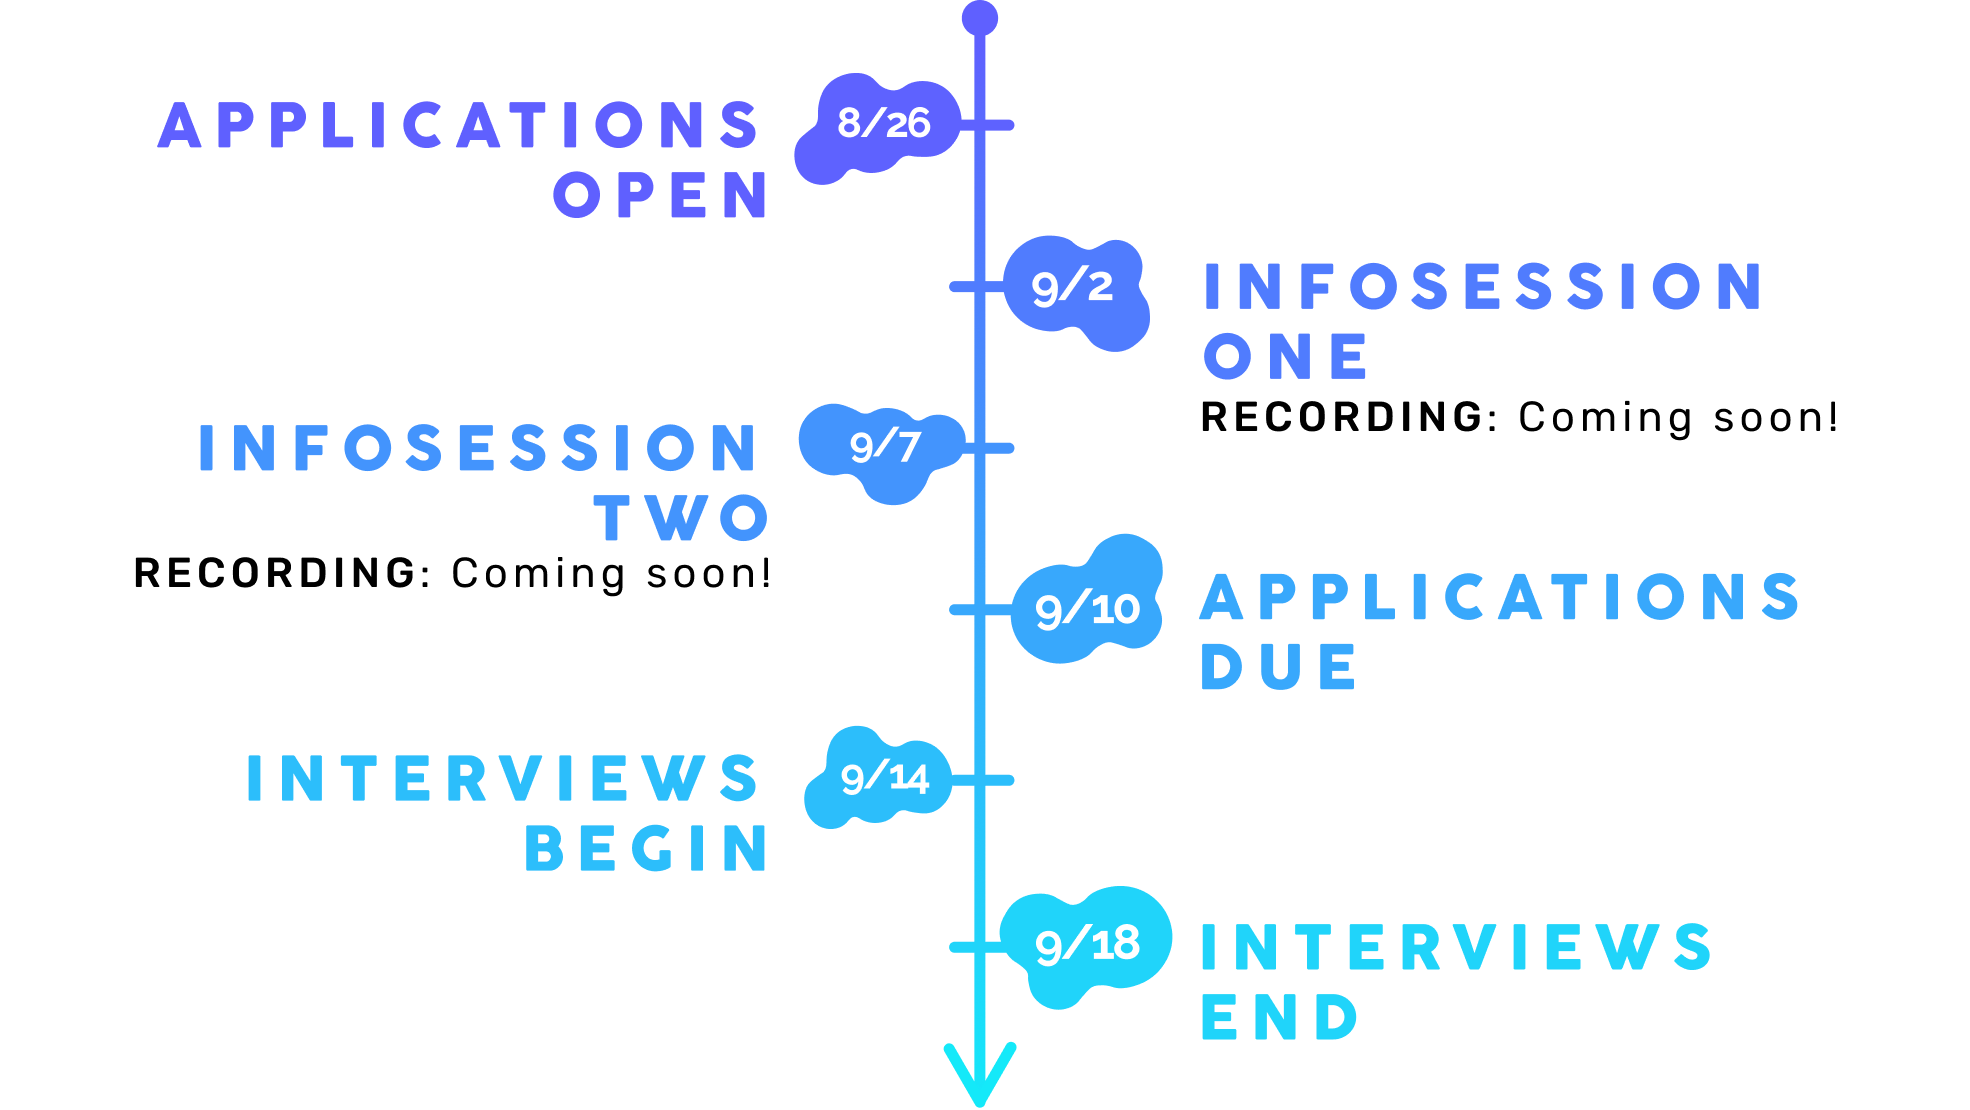 8/26
APPLICATIONS
OPEN
9/2
INFOSESSION
ONE
RECORDING: Coming soon!
9/7
INFOSESSION
TWO
RECORDING: Coming soon!
9/10
APPLICATIONS
DUE
9/14
INTERVIEWS
BEGIN
9/18
INTERVIEWS
END